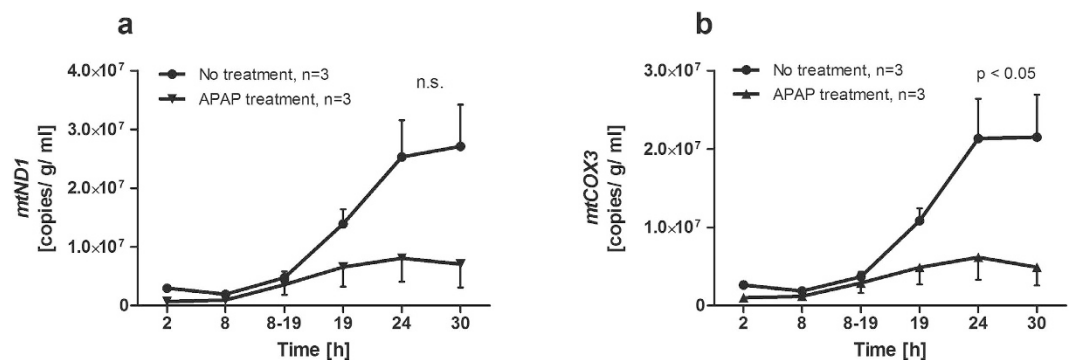 a
4.0×10⁷
3.0×10⁷
2.0×10⁷
1.0×10⁷
0
mtND1
[copies/ g/ ml]
No treatment, n=3
APAP treatment, n=3
n.s.
2 8 8-19 19 24 30
Time [h]
b
3.0×10⁷
2.0×10⁷
1.0×10⁷
0
mtCOX3
[copies/ g/ ml]
No treatment, n=3
APAP treatment, n=3
p < 0.05
2 8 8-19 19 24 30
Time [h]